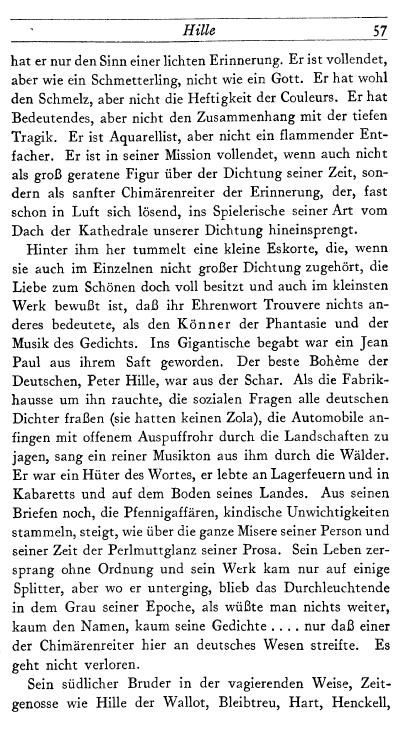 Hille 57
hat er nur den Sinn einer lichten Erinnerung. Er ist vollendet,
aber wie ein Schmetterling, nicht wie ein Gott. Er hat wohl
den Schmelz, aber nicht die Heftigkeit der Couleurs. Er hat
Bedeutendes, aber nicht den Zusammenhang mit der tiefen
Tragik. Er ist Aquarellist, aber nicht ein flammender Ent-
facher. Er ist in seiner Mission vollendet, wenn auch nicht
als groß geratene Figur über der Dichtung seiner Zeit, son-
dern als sanfter Chimärenreiter der Erinnerung, der, fast
schon in Luft sich lösend, ins Spielerische seiner Art vom
Dach der Kathedrale unserer Dichtung hineinsprengt.
Hinter ihm her tummelt eine kleine Eskorte, die, wenn
sie auch im Einzelnen nicht großer Dichtung zugehört, die
Liebe zum Schönen doch voll besitzt und auch im kleinsten
Werk bewußt ist, daß ihr Ehrenwort Trouvere nichts an-
deres bedeutete, als den Könner der Phantasie und der
Musik des Gedichts. Ins Gigantische begabt war ein Jean
Paul aus ihrem Saft geworden. Der beste Bohème der
Deutschen, Peter Hille, war aus der Schar. Als die Fabrik-
hausse um ihn rauchte, die sozialen Fragen alle deutschen
Dichter fraßen (sie hatten keinen Zola), die Automobile an-
fingen mit offenem Auspuffrohr durch die Landschaften zu
jagen, sang ein reiner Musikton aus ihm durch die Wälder.
Er war ein Hüter des Wortes, er lebte an Lagerfeuern und in
Kabaretts und auf dem Boden seines Landes. Aus seinen
Briefen noch, die Pfennigaffären, kindische Unwichtigkeiten
stammeln, steigt, wie über die ganze Misere seiner Person und
seiner Zeit der Perlmuttglanz seiner Prosa. Sein Leben zer-
sprang ohne Ordnung und sein Werk kam nur auf einige
Splitter, aber wo er unterging, blieb das Durchleuchtende
in dem Grau seiner Epoche, als wüßte man nichts weiter,
kaum den Namen, kaum seine Gedichte .... nur daß einer
der Chimärenreiter hier an deutsches Wesen streifte. Es
geht nicht verloren.
Sein südlicher Bruder in der vagierenden Weise, Zeit-
genosse wie Hille der Wallot, Bleibtreu, Hart, Henckell,